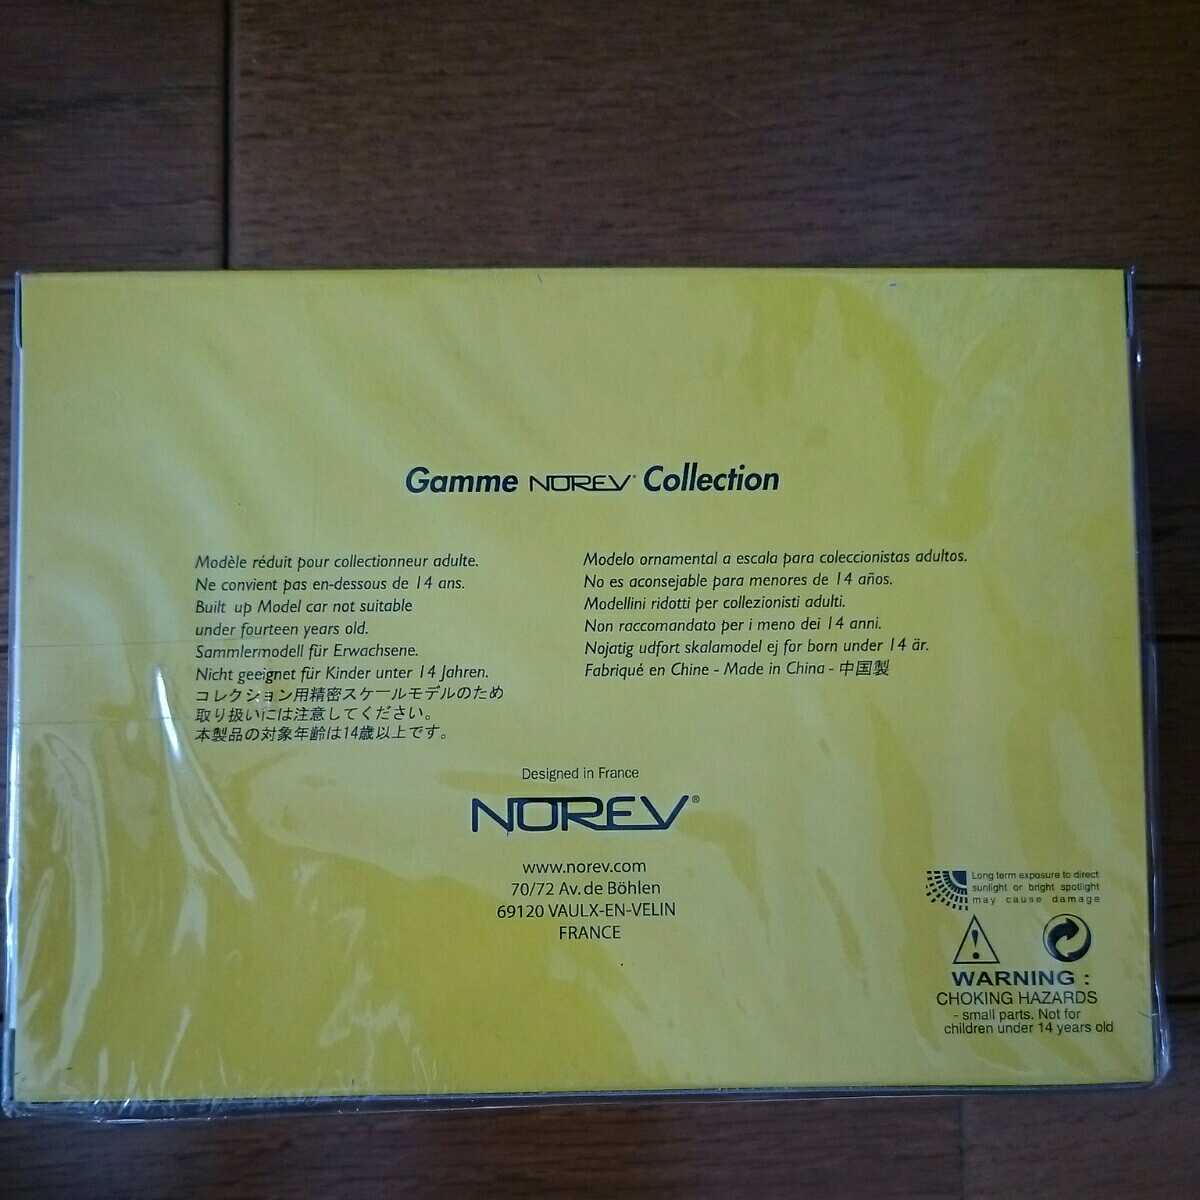 Gamme NOREV® Collection
Modèle réduit pour collectionneur adulte.
Ne convient pas en-dessous de 14 ans.
Built up Model car not suitable
under fourteen years old.
Sammlermodell für Erwachsene.
Nicht geeignet für Kinder unter 14 Jahren.
コレクション用精密スケールモデルのため
取り扱いには注意してください。
本製品の対象年齢は14歳以上です。
Modelo ornamental a escala para coleccionistas adultos.
No es aconsejable para menores de 14 años.
Modellini ridotti per collezionisti adulti.
Non raccomandato per i meno dei 14 anni.
Nojatig udfort skalamodel ej for born under 14 är.
Fabriqué en Chine - Made in China - 中国製
Designed in France
NOREV®
www.norev.com
70/72 Av. de Böhlen
69120 VAULX-EN-VELIN
FRANCE
Long term exposure to direct
sunlight or bright spotlight
may cause damage
WARNING :
CHOKING HAZARDS
- small parts. Not for
children under 14 years old